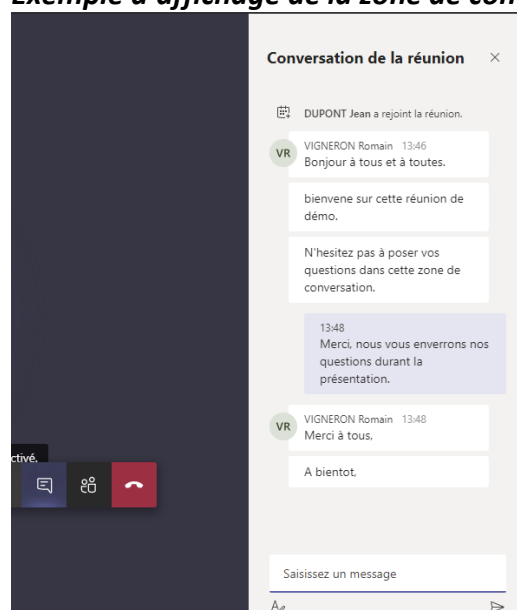 Exemple d'affichage de la zone de con
Conversation de la réunion
DUPONT Jean a rejoint la réunion.
VR
VIGNERON Romain 13:46
Bonjour à tous et à toutes.
bienvene sur cette réunion de
démo.
N'hesitez pas à poser vos
questions dans cette zone de
conversation.
13:48
Merci, nous vous enverrons nos
questions durant la
présentation.
VR
VIGNERON Romain 13:48
Merci à tous,
A bientot,
ctivé.
Saisissez un message